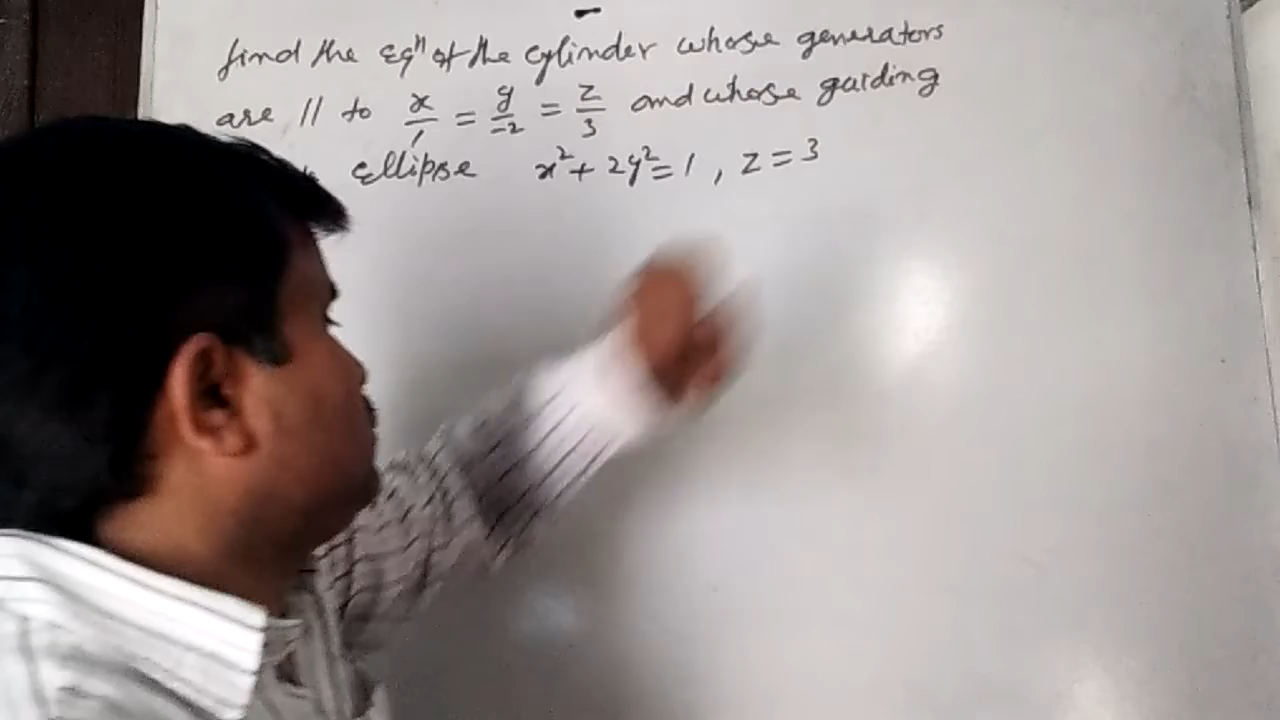 find the Eqⁿ of the cylinder whose generators
are // to x/1 = y/-2 = z/3 and whose guiding
ellipse x² + 2y² = 1 , z = 3